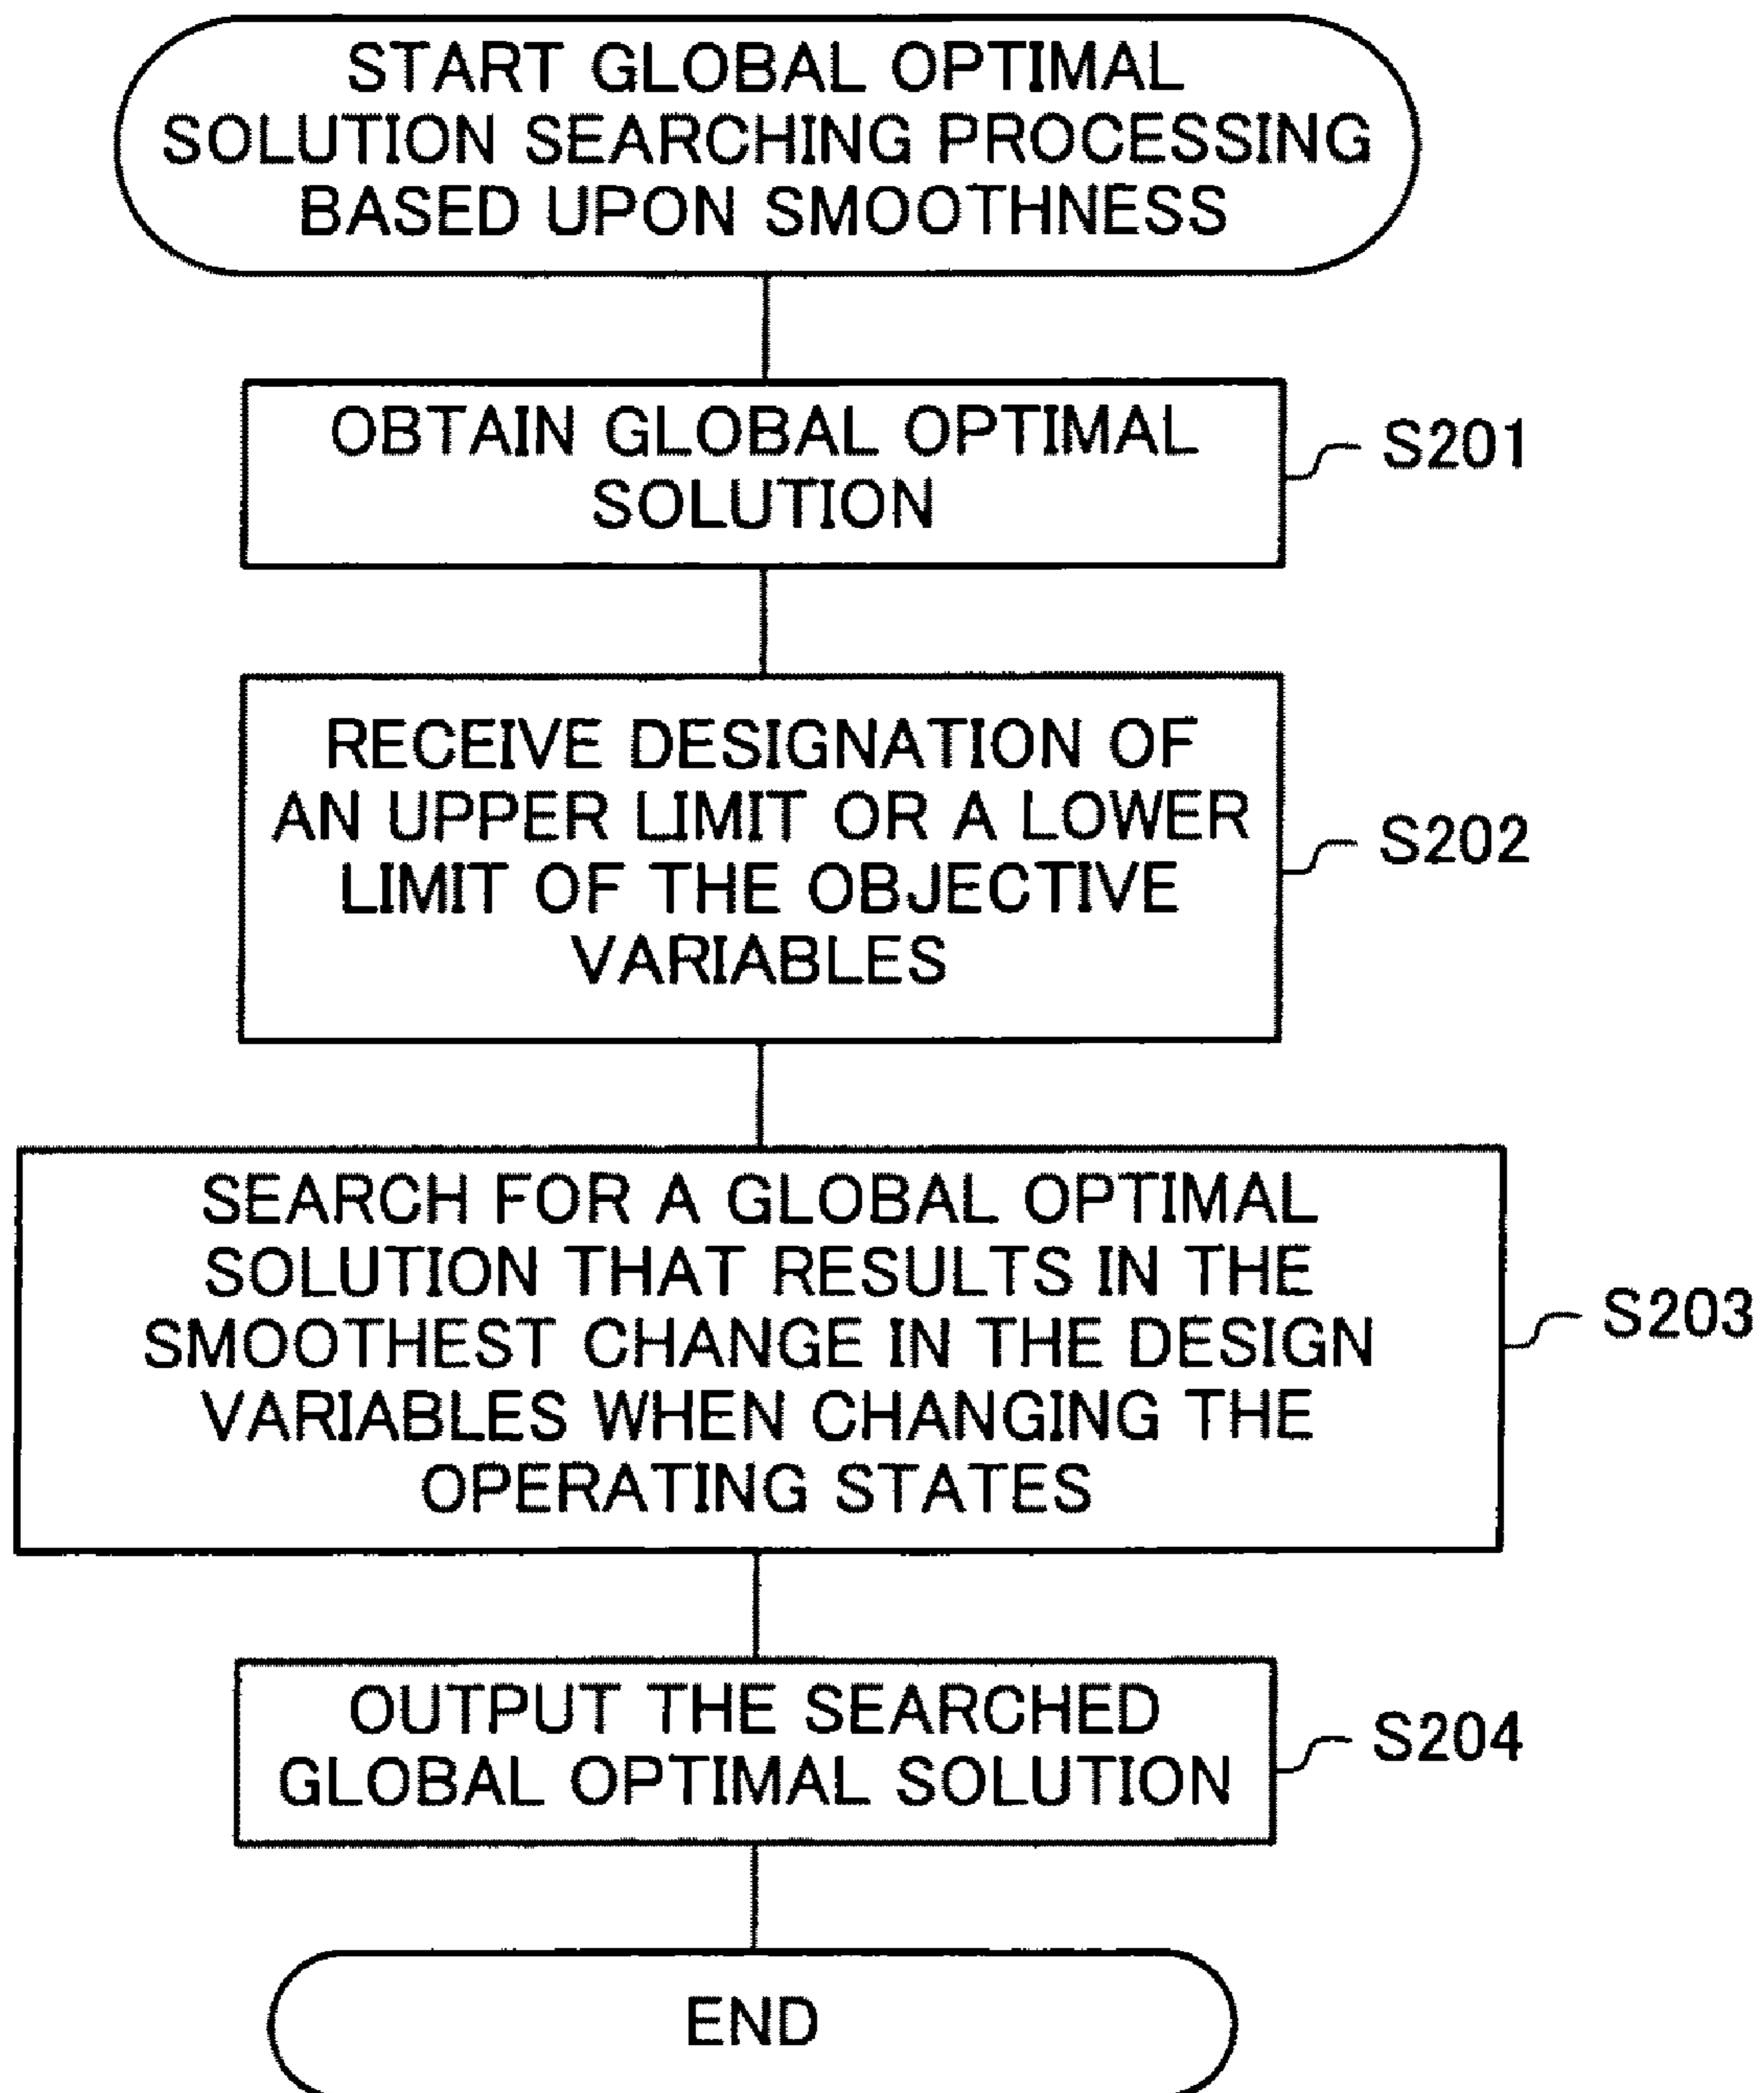 START GLOBAL OPTIMAL
SOLUTION SEARCHING PROCESSING
BASED UPON SMOOTHNESS
OBTAIN GLOBAL OPTIMAL
SOLUTION
S201
RECEIVE DESIGNATION OF
AN UPPER LIMIT OR A LOWER
LIMIT OF THE OBJECTIVE
VARIABLES
S202
SEARCH FOR A GLOBAL OPTIMAL
SOLUTION THAT RESULTS IN THE
SMOOTHEST CHANGE IN THE DESIGN
VARIABLES WHEN CHANGING THE
OPERATING STATES
S203
OUTPUT THE SEARCHED
GLOBAL OPTIMAL SOLUTION
S204
END